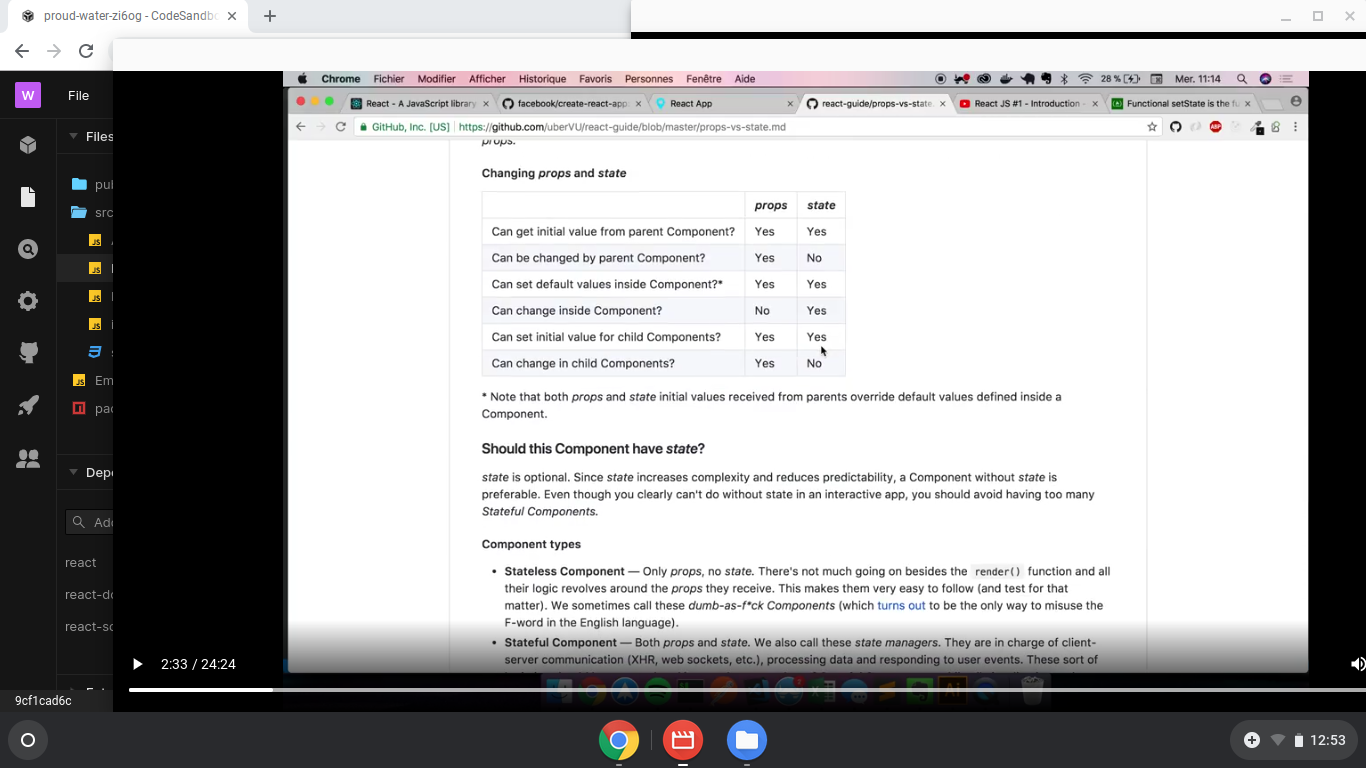 proud-water-zi6og - CodeSandbo
W
File
Files
pub
src
JS
JS
JS
JS
Em
pac
Depe
Add
react
react-do
react-sc
9cf1cad6c
Chrome Fichier Modifier Afficher Historique Favoris Personnes Fenêtre Aide
28 % Mer. 11:14
React - A JavaScript library
facebook/create-react-app:
React App
react-guide/props-vs-state.
React JS #1 - Introduction -
Functional setState is the fu
GitHub, Inc. [US] https://github.com/uberVU/react-guide/blob/master/props-vs-state.md
ABP
props.
Changing props and state
props state
Can get initial value from parent Component? Yes Yes
Can be changed by parent Component? Yes No
Can set default values inside Component?* Yes Yes
Can change inside Component? No Yes
Can set initial value for child Components? Yes Yes
Can change in child Components? Yes No
* Note that both props and state initial values received from parents override default values defined inside a
Component.
Should this Component have state?
state is optional. Since state increases complexity and reduces predictability, a Component without state is
preferable. Even though you clearly can't do without state in an interactive app, you should avoid having too many
Stateful Components.
Component types
• Stateless Component — Only props, no state. There's not much going on besides the render() function and all
their logic revolves around the props they receive. This makes them very easy to follow (and test for that
matter). We sometimes call these dumb-as-f*ck Components (which turns out to be the only way to misuse the
F-word in the English language).
• Stateful Component — Both props and state. We also call these state managers. They are in charge of client-
server communication (XHR, web sockets, etc.), processing data and responding to user events. These sort of
2:33 / 24:24
Ai
12:53